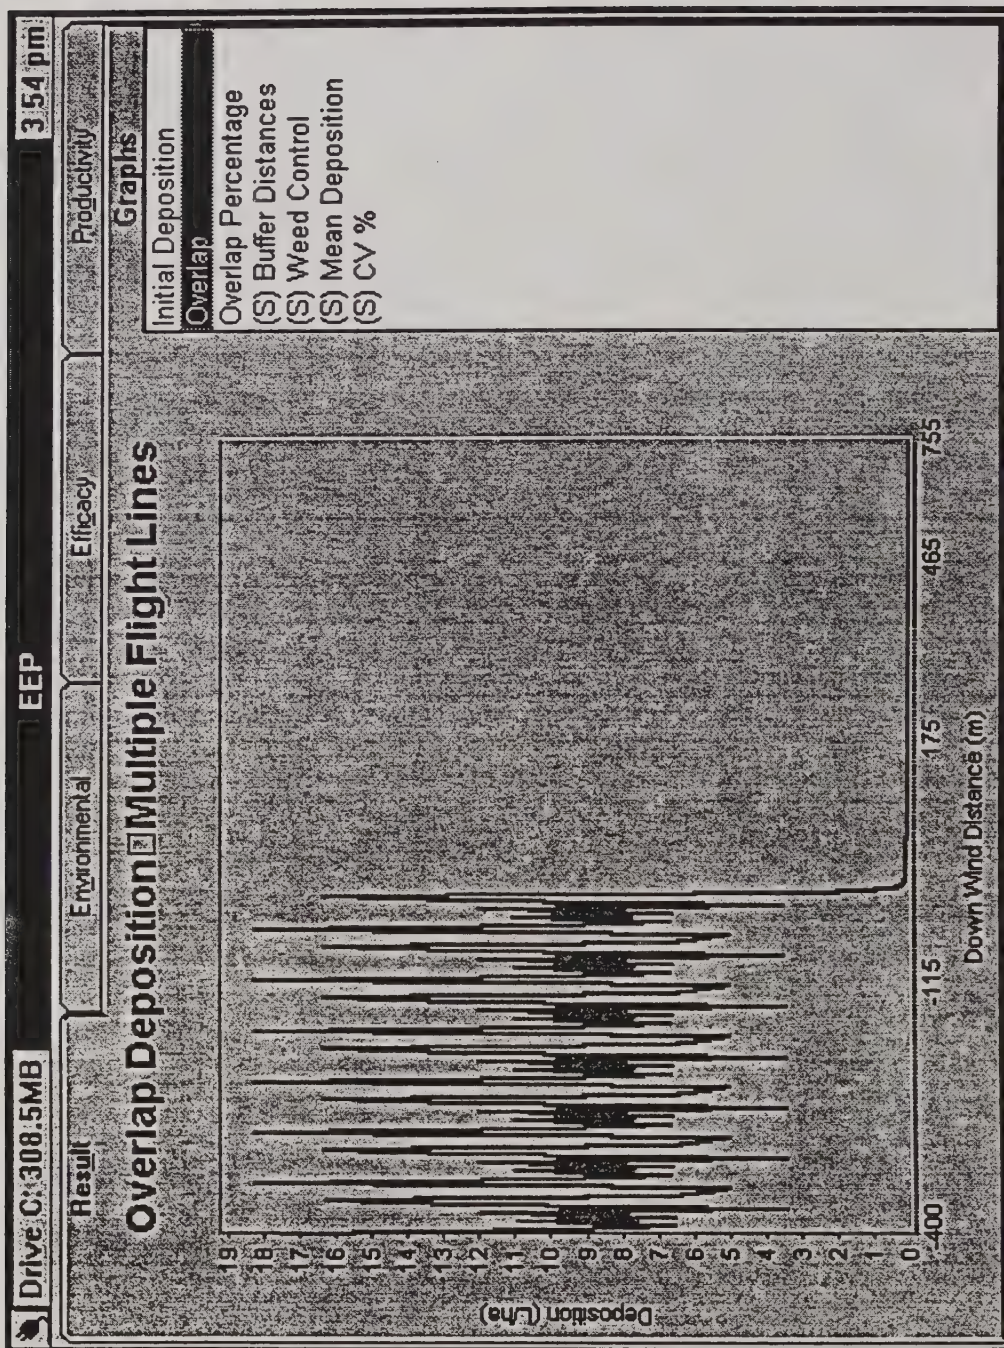 Drive C: 308.5MB
EEP
3:54 pm
Result
Environmental
Efficacy
Productivity
Overlap Deposition Multiple Flight Lines
Graphs
Initial Deposition
Overlap
Overlap Percentage
(S) Buffer Distances
(S) Weed Control
(S) Mean Deposition
(S) CV %
Deposition (L/ha)
19
18
17
16
15
14
13
12
11
10
9
8
7
6
5
4
3
2
1
0
-400
-115
175
465
755
Down Wind Distance (m)